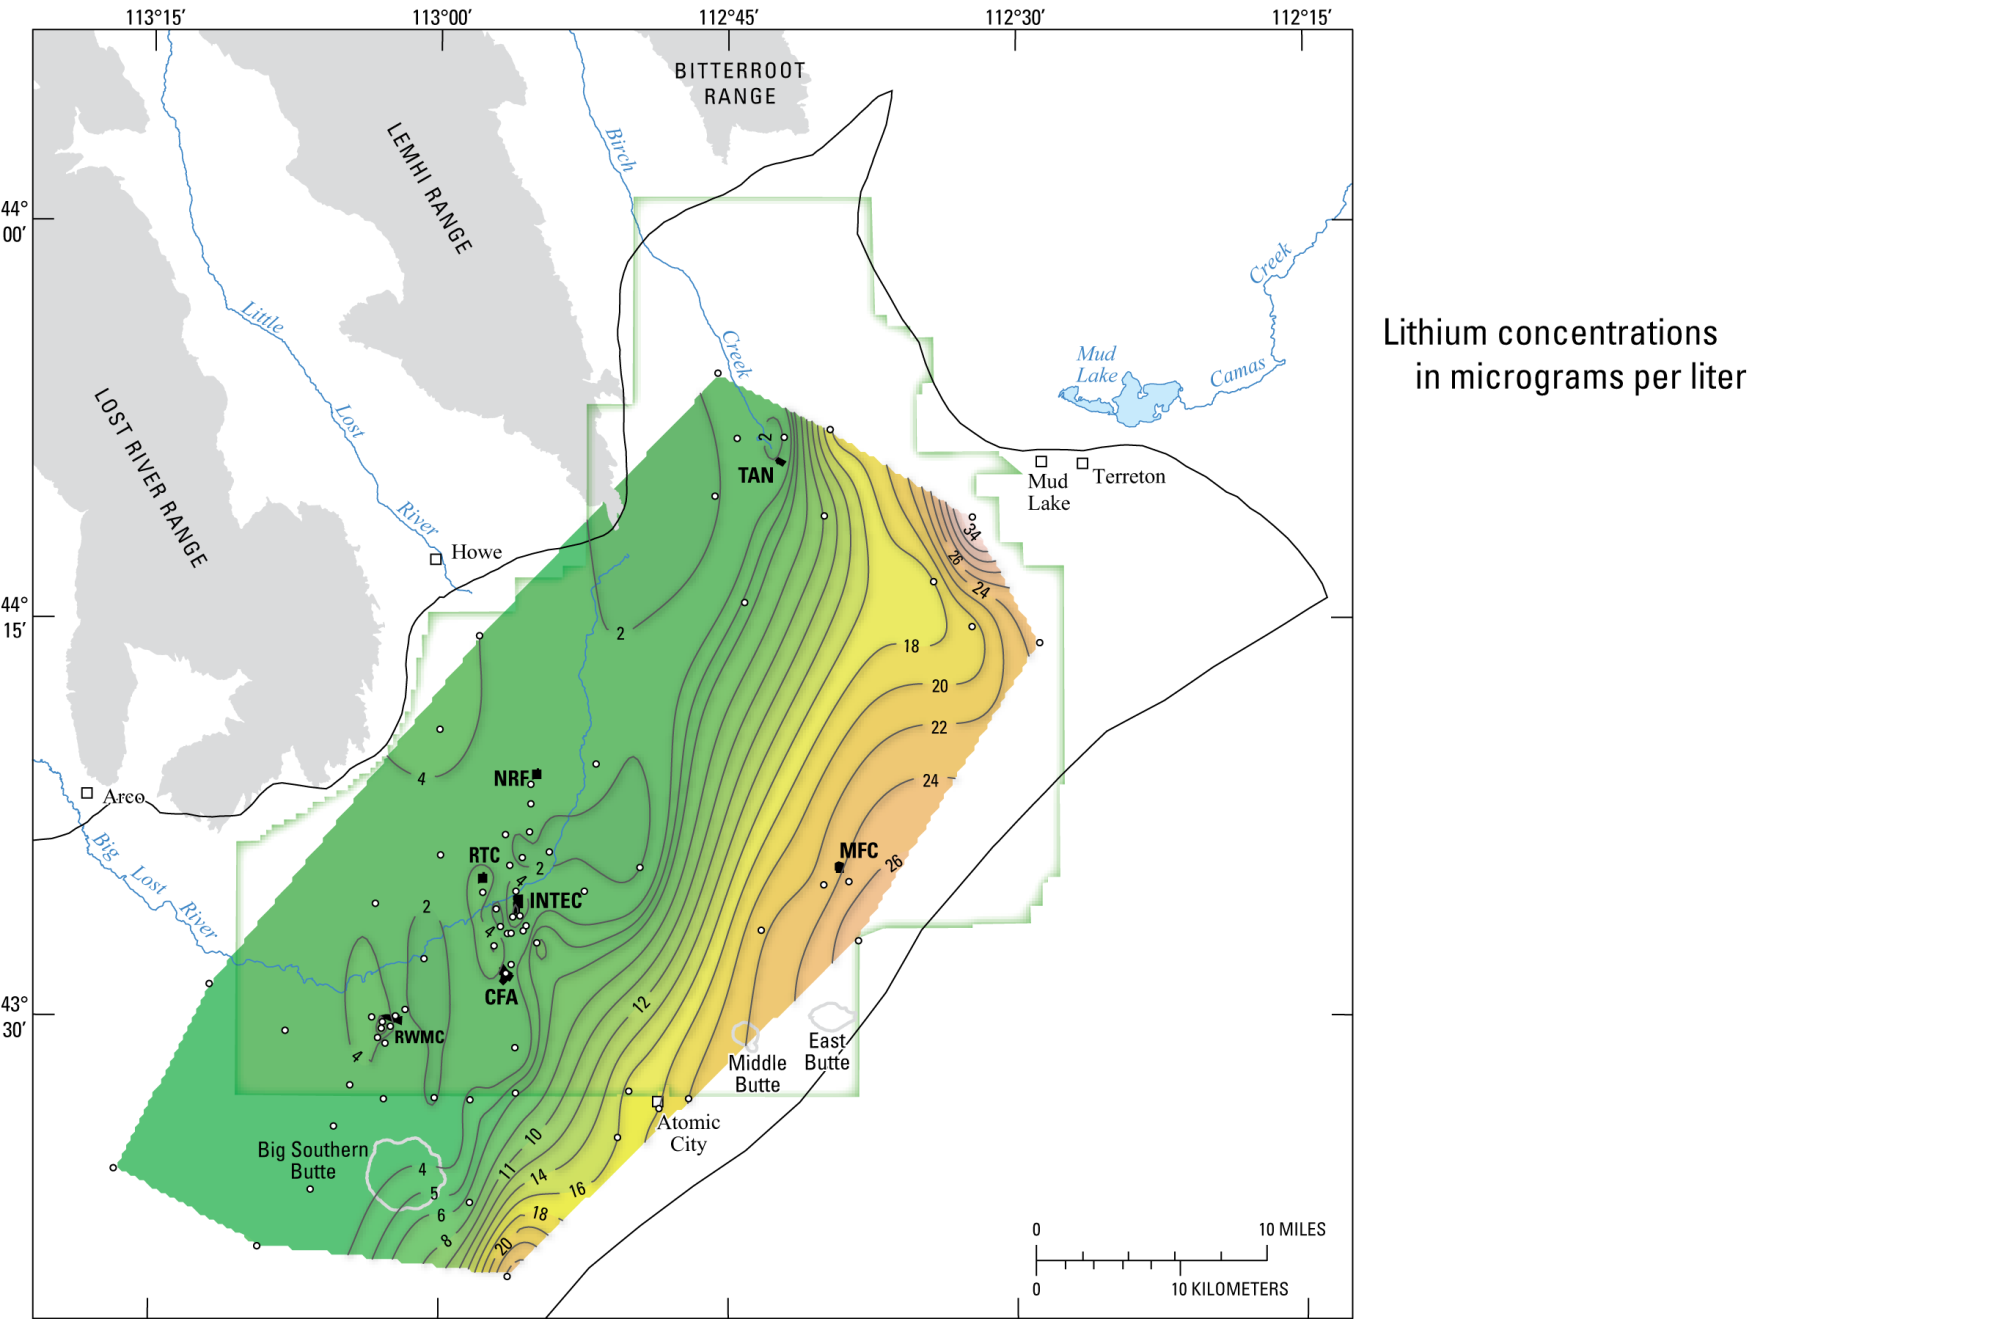 113°15′ 113°00′ 112°45′ 112°30′ 112°15′
BITTERROOT
RANGE
LEMHI RANGE
Birch
44°
00′
Creek
Little
Lithium concentrations
in micrograms per liter
Mud
Lake
Camas
Creek
LOST RIVER RANGE
Lost
2
TAN
Mud
Lake
Terreton
River
34
Howe
26
24
44°
15′
2
18
20
22
4
NRF
24
Arco
Big
RTC
2
MFC
26
4
Lost
INTEC
2
River
4
CFA
12
43°
30′
RWMC
4
East
Butte
Middle
Butte
Atomic
City
10
Big Southern
Butte
4
11
14
5
16
6
18
8
20
0 10 MILES
0 10 KILOMETERS